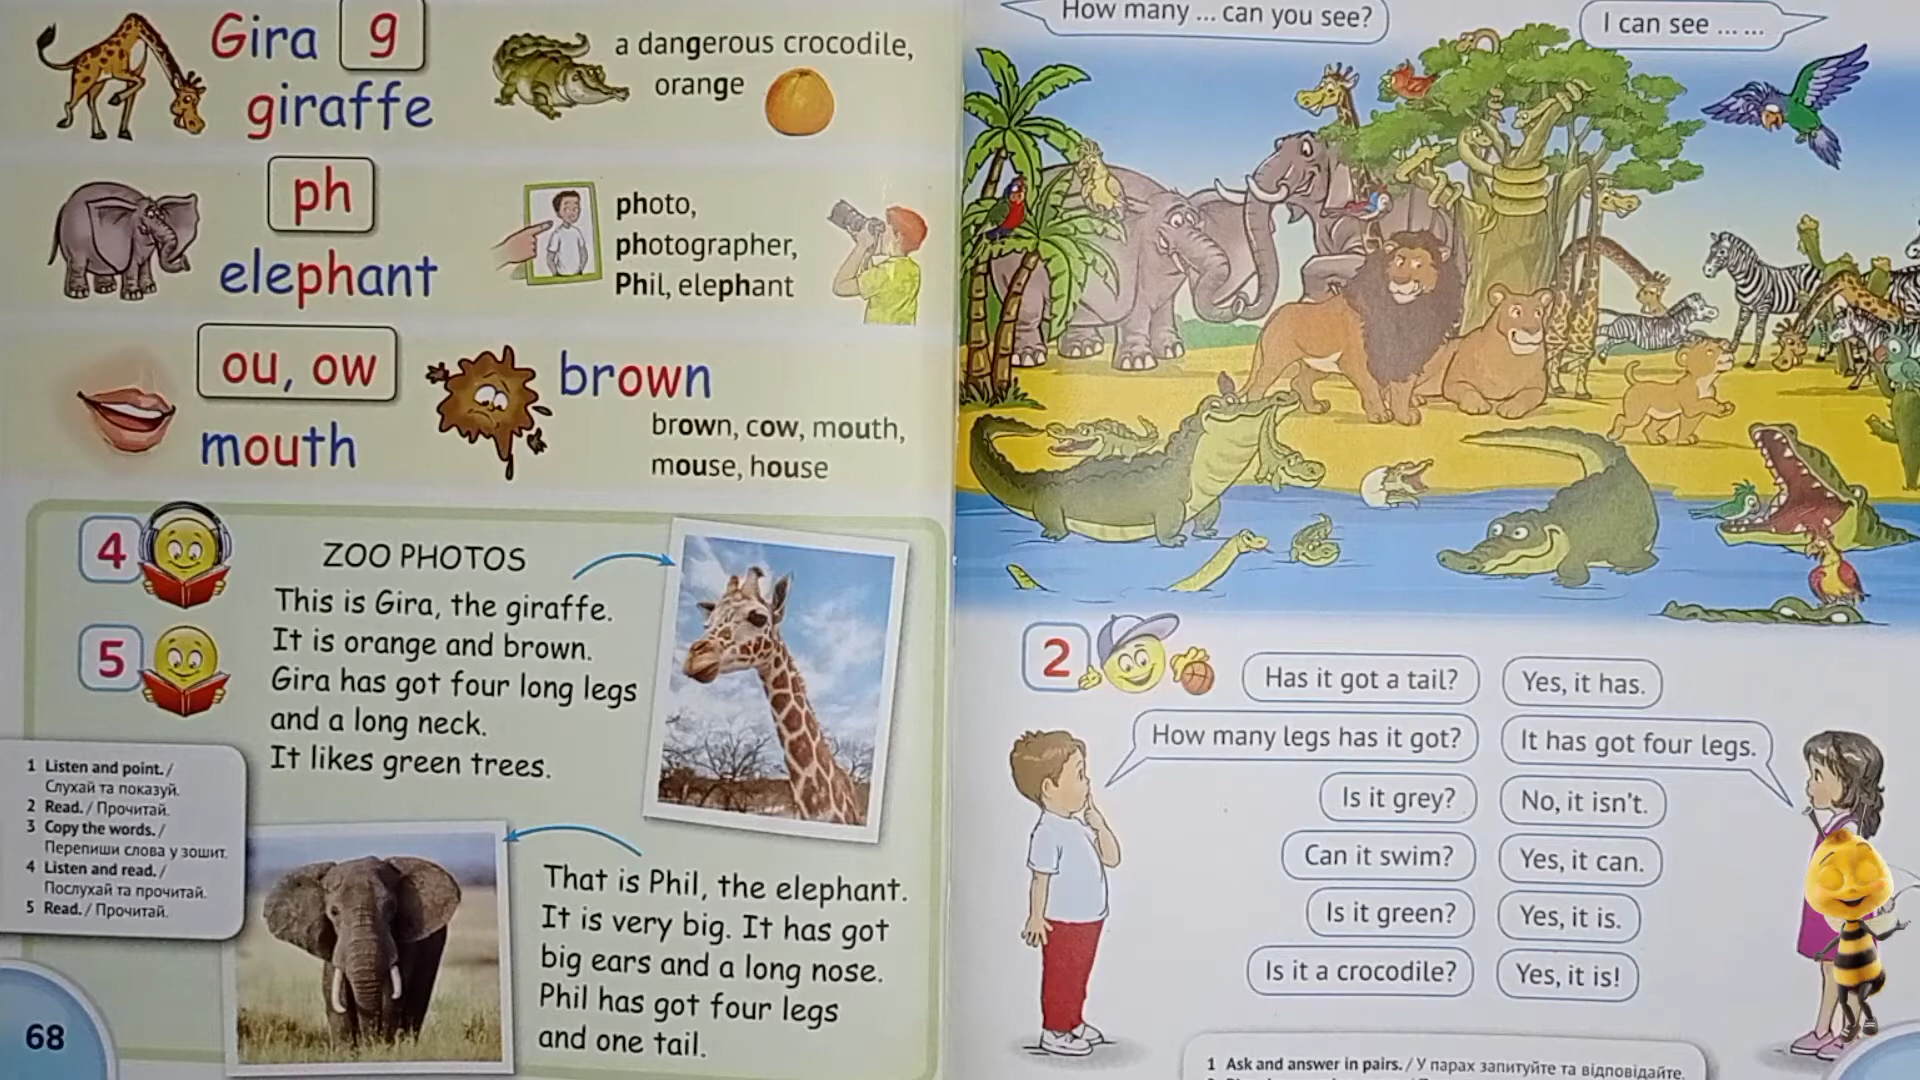 Gira
g
giraffe
a dangerous crocodile,
orange
ph
elephant
photo,
photographer,
Phil, elephant
ou, ow
mouth
brown
brown, cow, mouth,
mouse, house
4
5
ZOO PHOTOS
This is Gira, the giraffe.
It is orange and brown.
Gira has got four long legs
and a long neck.
It likes green trees.
That is Phil, the elephant.
It is very big. It has got
big ears and a long nose.
Phil has got four legs
and one tail.
1 Listen and point. /
Слухай та показуй.
2 Read. / Прочитай.
3 Copy the words. /
Перепиши слова у зошит.
4 Listen and read. /
Послухай та прочитай.
5 Read. / Прочитай.
68
How many ... can you see?
I can see ... ...
2
Has it got a tail?
Yes, it has.
How many legs has it got?
It has got four legs.
Is it grey?
No, it isn't.
Can it swim?
Yes, it can.
Is it green?
Yes, it is.
Is it a crocodile?
Yes, it is!
1 Ask and answer in pairs. / У парах запитуйте та відповідайте.